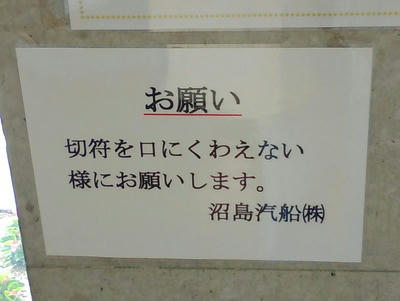 お願い
切符を口にくわえない
様にお願いします。
沼島汽船㈱